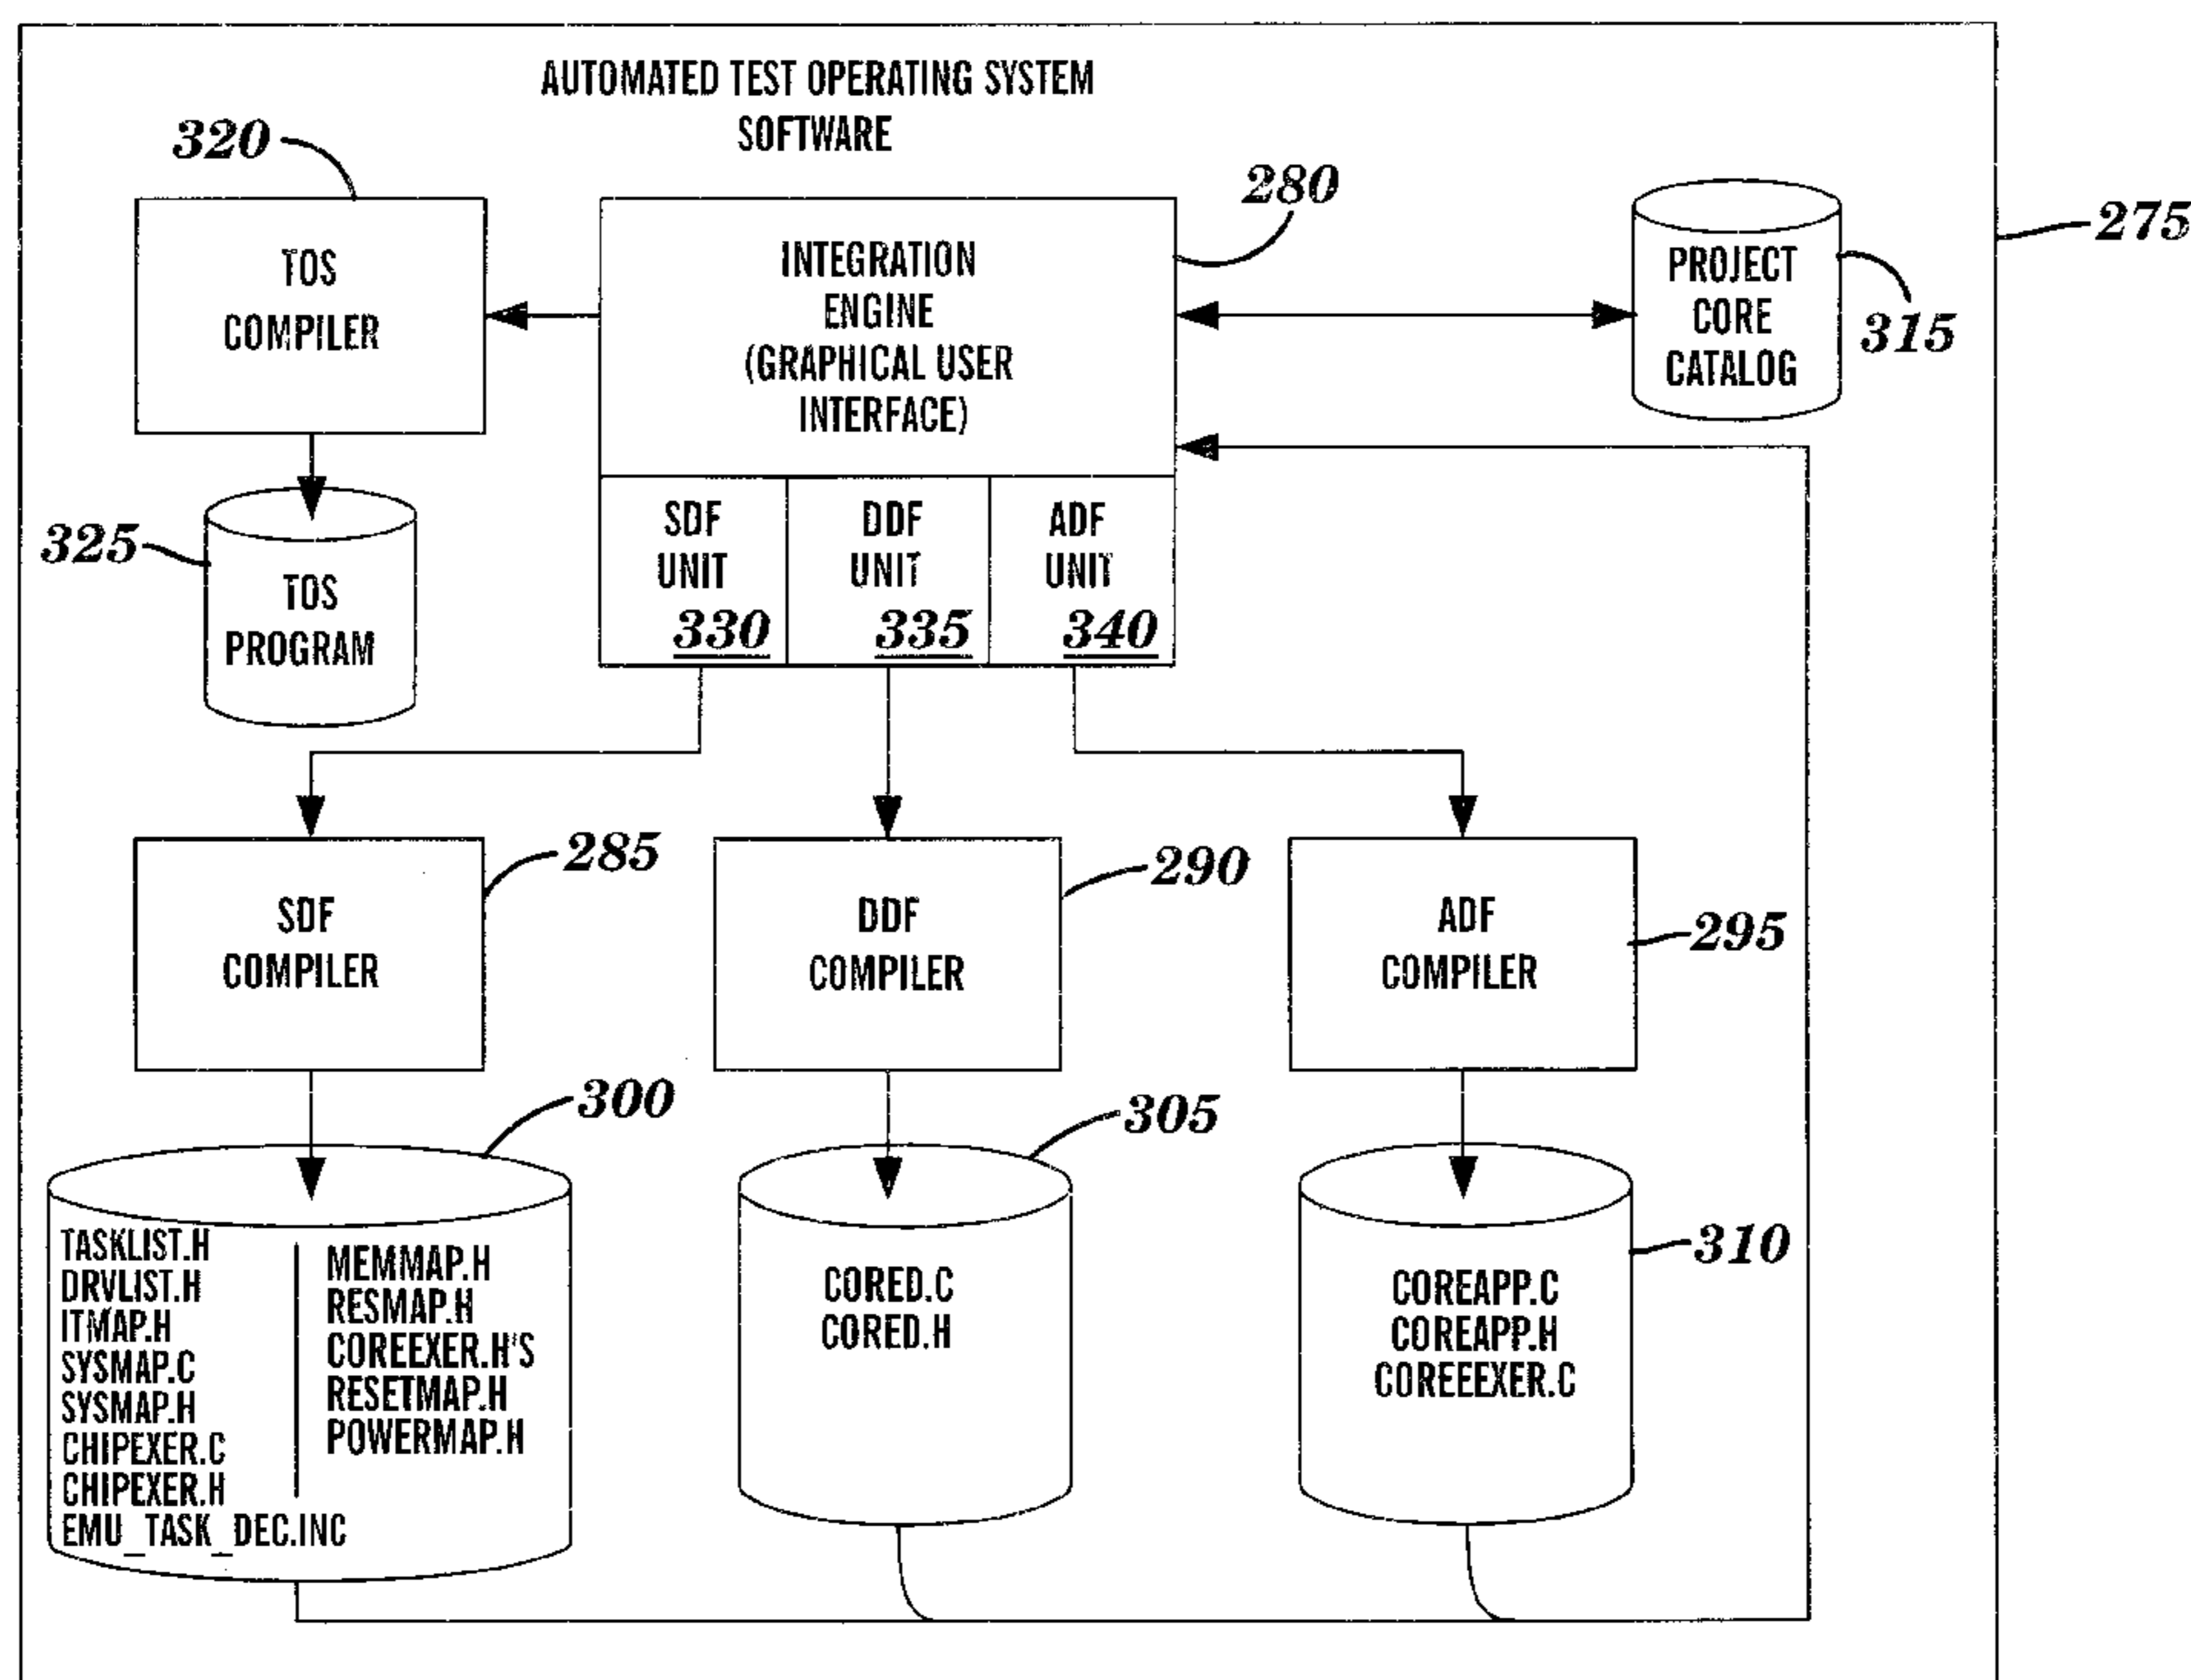 AUTOMATED TEST OPERATING SYSTEM
SOFTWARE
320
280
275
TOS
COMPILER
INTEGRATION
ENGINE
(GRAPHICAL USER
INTERFACE)
PROJECT
CORE
CATALOG
315
325
TOS
PROGRAM
SDF
UNIT
330
DDF
UNIT
335
ADF
UNIT
340
SDF
COMPILER
285
DDF
COMPILER
290
ADF
COMPILER
295
300
TASKLIST.H
DRVLIST.H
ITMAP.H
SYSMAP.C
SYSMAP.H
CHIPEXER.C
CHIPEXER.H
EMU_TASK_DEC.INC
MEMMAP.H
RESMAP.H
COREEXER.H'S
RESETMAP.H
POWERMAP.H
305
CORED.C
CORED.H
310
COREAPP.C
COREAPP.H
COREEEXER.C